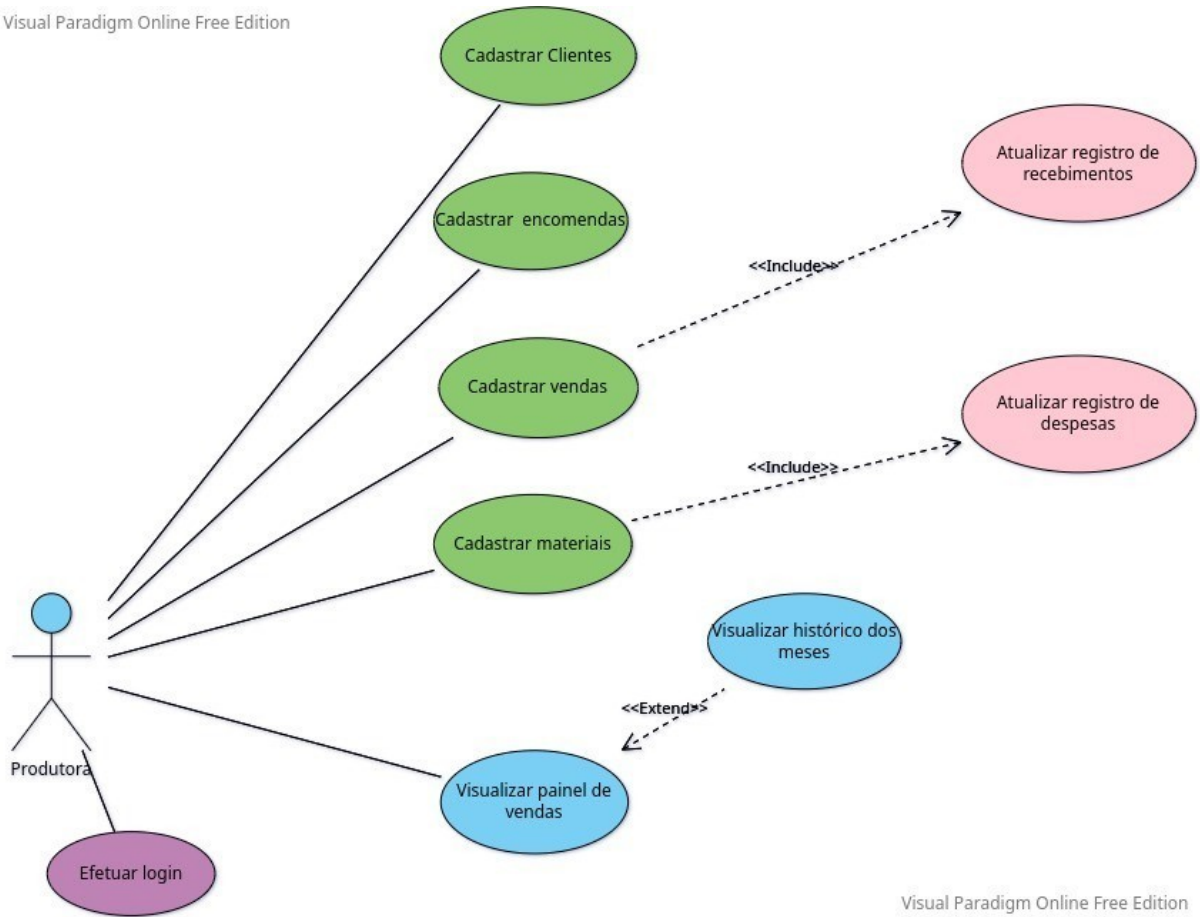 Visual Paradigm Online Free Edition
Cadastrar Clientes
Atualizar registro de
recebimentos
Cadastrar  encomendas
<<Include>>
Cadastrar vendas
Atualizar registro de
despesas
<<Include>>
Cadastrar materiais
Visualizar histórico dos
meses
<<Extend>>
Produtora
Visualizar painel de
vendas
Efetuar login
Visual Paradigm Online Free Edition